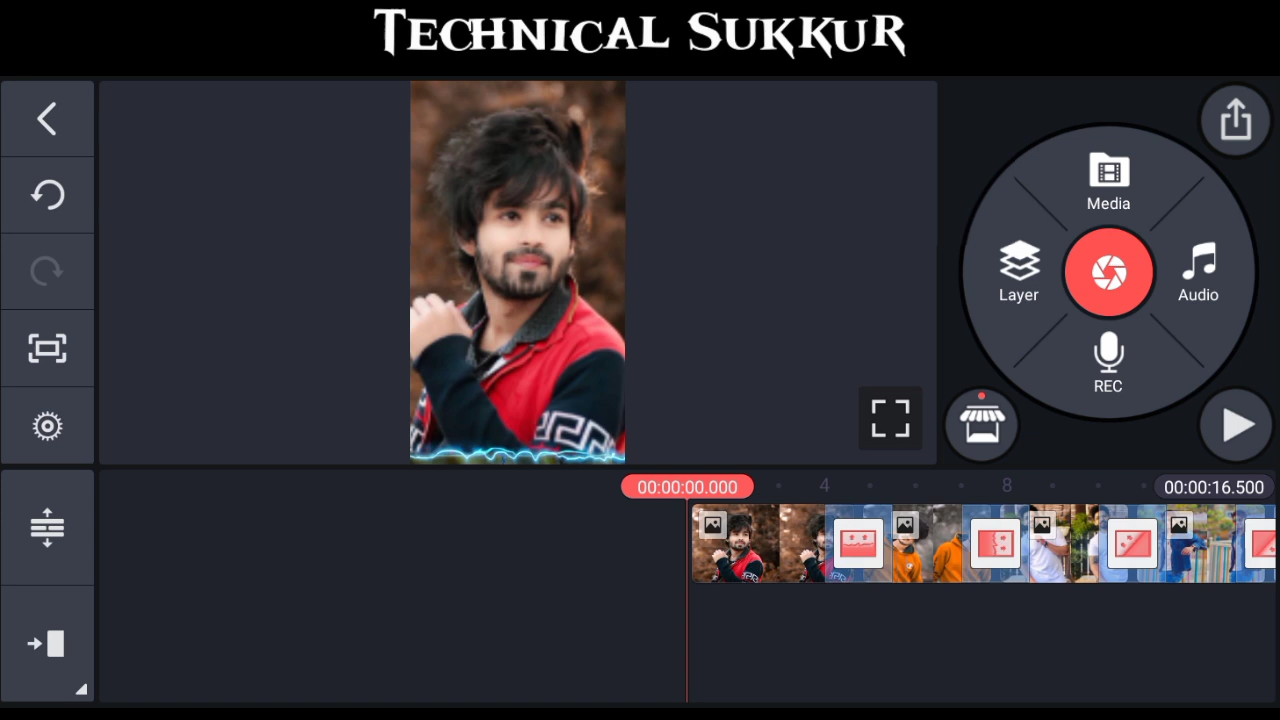 TECHNICAL SUKKUR
Media
Layer
Audio
REC
00:00:00.000
4
8
00:00:16.500